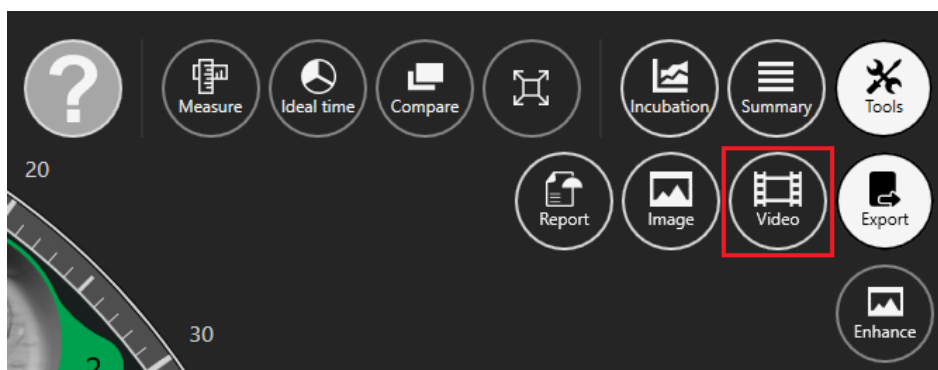 ?
Measure
Ideal time
Compare
Incubation
Summary
Tools
20
Report
Image
Video
Export
30
Enhance
2